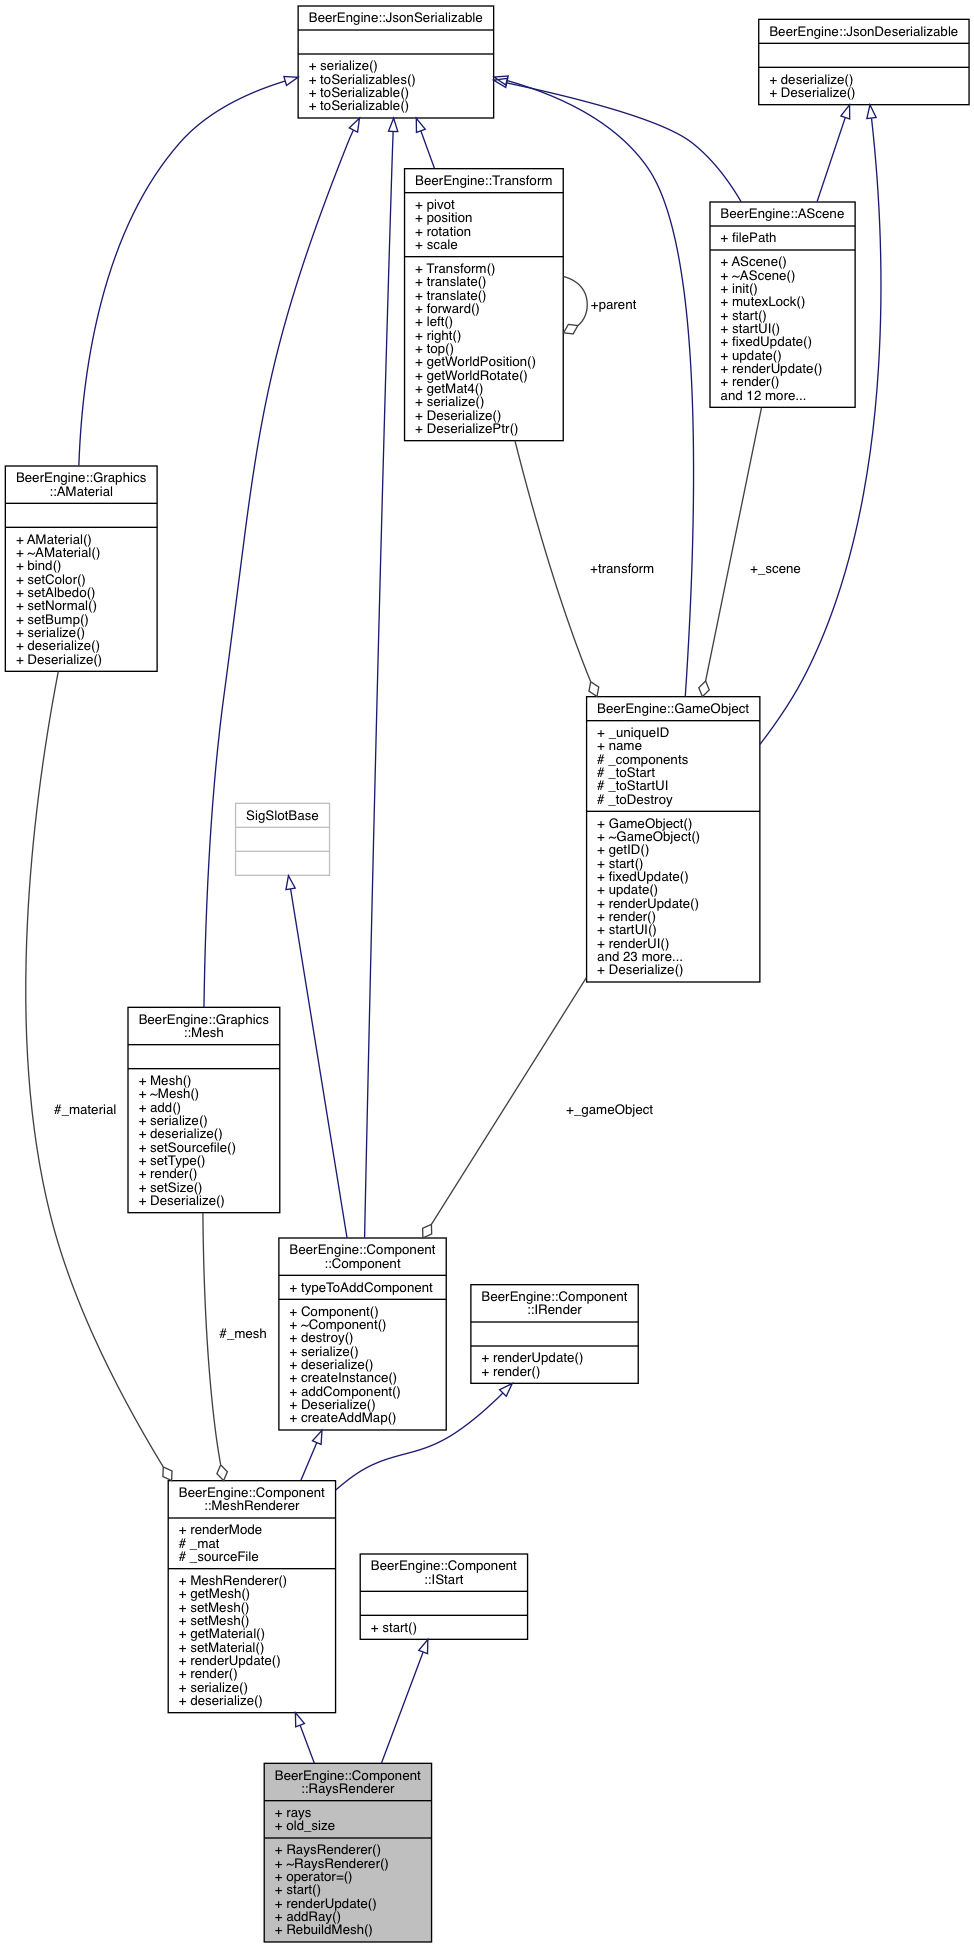 BeerEngine::JsonSerializable
+ serialize()
+ toSerializables()
+ toSerializable()
+ toSerializable()
BeerEngine::JsonDeserializable
+ deserialize()
+ Deserialize()
BeerEngine::Transform
+ pivot
+ position
+ rotation
+ scale
+ Transform()
+ translate()
+ translate()
+ forward()
+ left()
+ right()
+ top()
+ getWorldPosition()
+ getWorldRotate()
+ getMat4()
+ serialize()
+ Deserialize()
+ DeserializePtr()
+parent
BeerEngine::AScene
+ filePath
+ AScene()
+ ~AScene()
+ init()
+ mutexLock()
+ start()
+ startUI()
+ fixedUpdate()
+ update()
+ renderUpdate()
+ render()
and 12 more...
BeerEngine::Graphics
::AMaterial
+ AMaterial()
+ ~AMaterial()
+ bind()
+ setColor()
+ setAlbedo()
+ setNormal()
+ setBump()
+ serialize()
+ deserialize()
+ Deserialize()
+transform
+_scene
BeerEngine::GameObject
+ _uniqueID
+ name
# _components
# _toStart
# _toStartUI
# _toDestroy
+ GameObject()
+ ~GameObject()
+ getID()
+ start()
+ fixedUpdate()
+ update()
+ renderUpdate()
+ render()
+ startUI()
+ renderUI()
and 23 more...
+ Deserialize()
SigSlotBase
BeerEngine::Graphics
::Mesh
+ Mesh()
+ ~Mesh()
+ add()
+ serialize()
+ deserialize()
+ setSourcefile()
+ setType()
+ render()
+ setSize()
+ Deserialize()
#_material
+_gameObject
BeerEngine::Component
::Component
+ typeToAddComponent
+ Component()
+ ~Component()
+ destroy()
+ serialize()
+ deserialize()
+ createInstance()
+ addComponent()
+ Deserialize()
+ createAddMap()
BeerEngine::Component
::IRender
+ renderUpdate()
+ render()
#_mesh
BeerEngine::Component
::MeshRenderer
+ renderMode
# _mat
# _sourceFile
+ MeshRenderer()
+ getMesh()
+ setMesh()
+ setMesh()
+ getMaterial()
+ setMaterial()
+ renderUpdate()
+ render()
+ serialize()
+ deserialize()
BeerEngine::Component
::IStart
+ start()
BeerEngine::Component
::RaysRenderer
+ rays
+ old_size
+ RaysRenderer()
+ ~RaysRenderer()
+ operator=()
+ start()
+ renderUpdate()
+ addRay()
+ RebuildMesh()